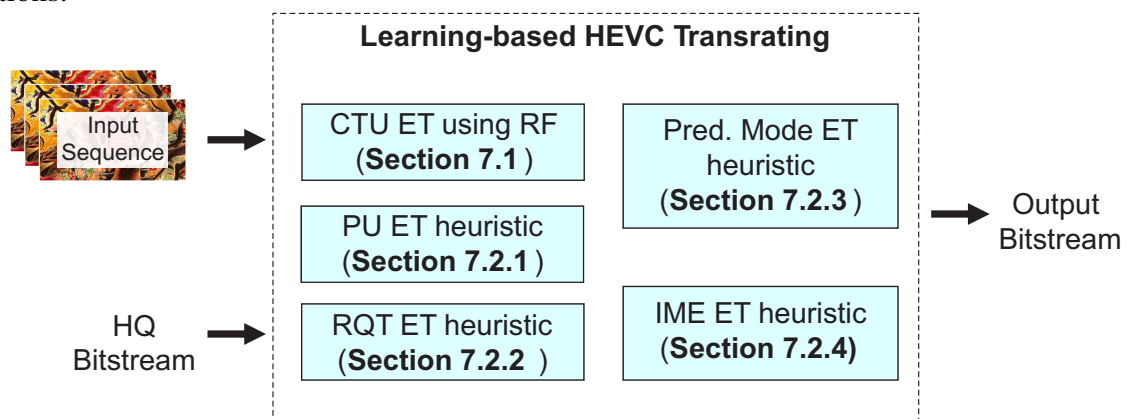 tions.
Learning-based HEVC Transrating
Input
Sequence
CTU ET using RF
(Section 7.1 )
PU ET heuristic
(Section 7.2.1)
HQ
Bitstream
RQT ET heuristic
(Section 7.2.2 )
Pred. Mode ET
heuristic
(Section 7.2.3 )
IME ET heuristic
(Section 7.2.4)
Output
Bitstream